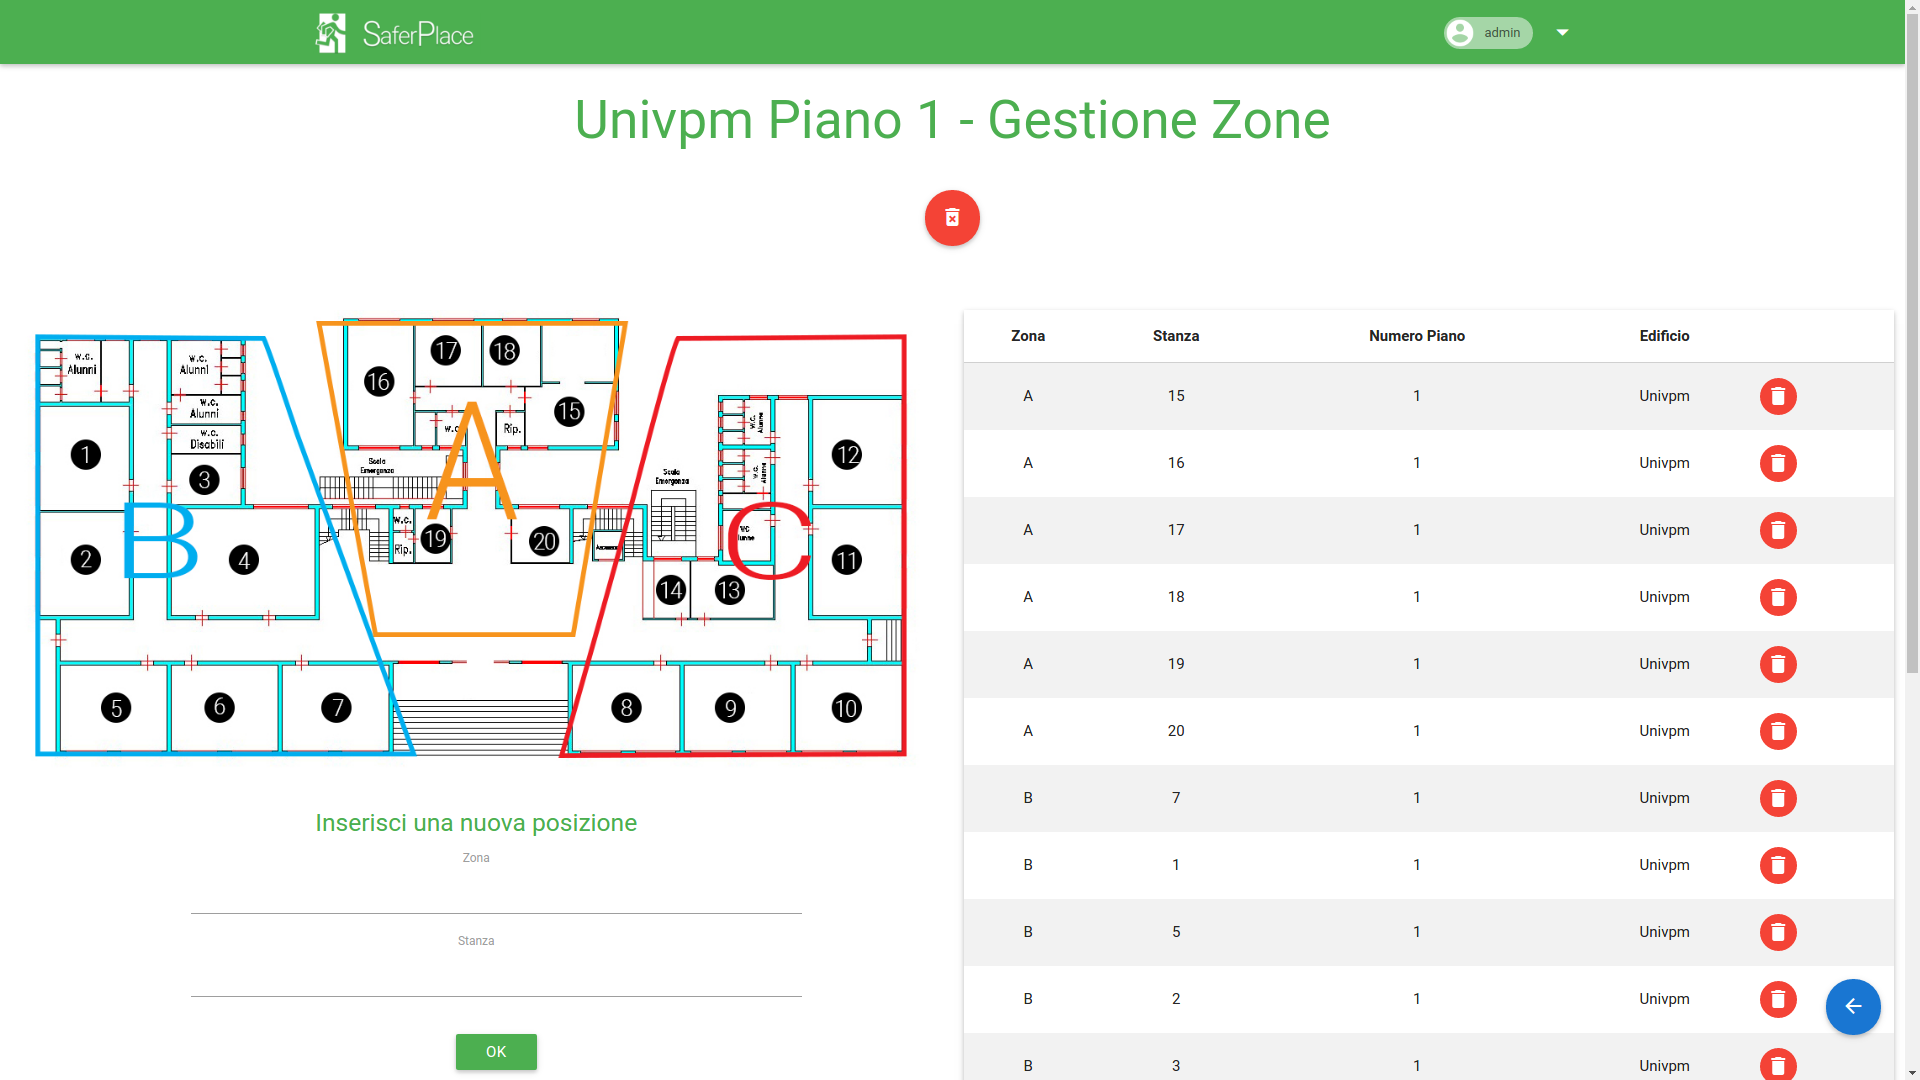 SaferPlace
admin
Univpm Piano 1 - Gestione Zone
w.c.
Alunni
w.c.
Alunni
w.c.
Alunni
w.c.
Disabili
1
2
3
4
5
6
7
B
16
17
18
15
w.c.
Rip.
Scala
Emergenza
A
w.c.
Rip.
19
20
Scala
Emergenza
w.c.
Alunne
w.c.
Alunne
12
11
C
14
13
8
9
10
Inserisci una nuova posizione
Zona
Stanza
OK
Zona Stanza Numero Piano Edificio
A 15 1 Univpm
A 16 1 Univpm
A 17 1 Univpm
A 18 1 Univpm
A 19 1 Univpm
A 20 1 Univpm
B 7 1 Univpm
B 1 1 Univpm
B 5 1 Univpm
B 2 1 Univpm
B 3 1 Univpm